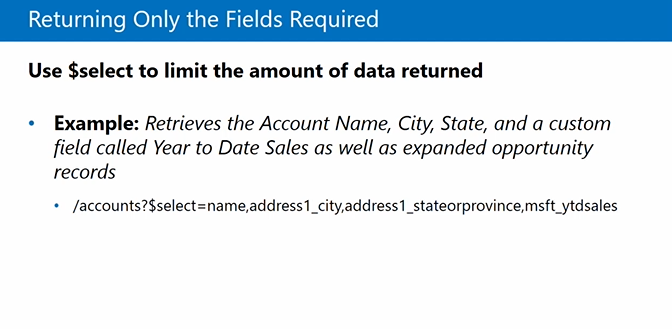 Returning Only the Fields Required
Use $select to limit the amount of data returned
• Example: Retrieves the Account Name, City, State, and a custom
field called Year to Date Sales as well as expanded opportunity
records
• /accounts?$select=name,address1_city,address1_stateorprovince,msft_ytdsales